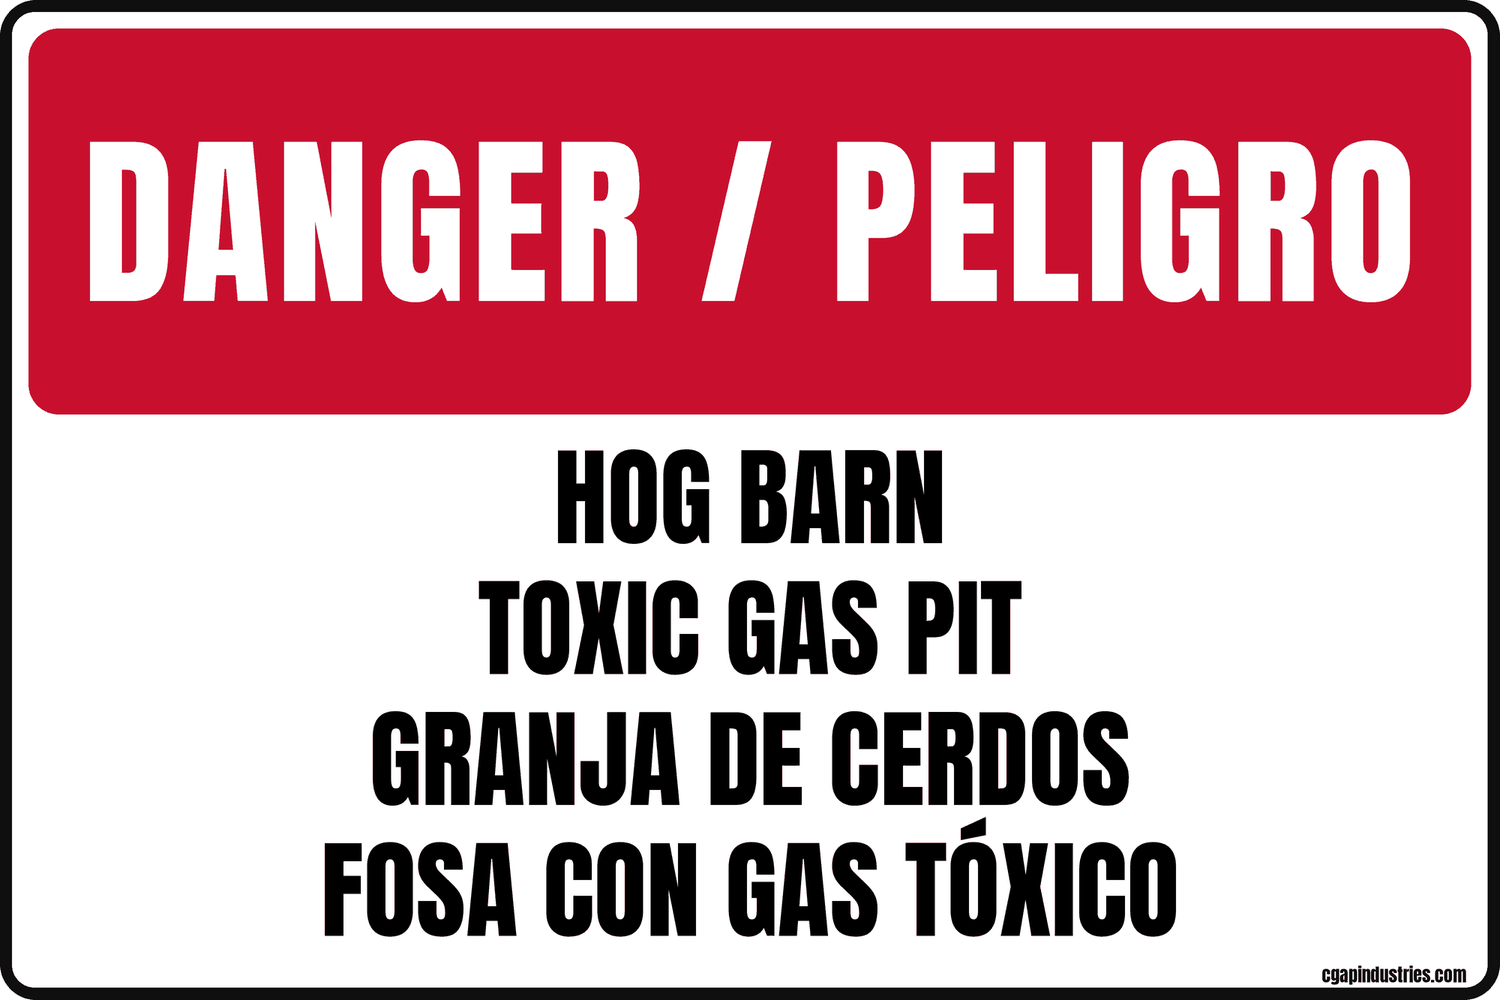 DANGER / PELIGRO
HOG BARN
TOXIC GAS PIT
GRANJA DE CERDOS
FOSA CON GAS TÓXICO
cgapindustries.com